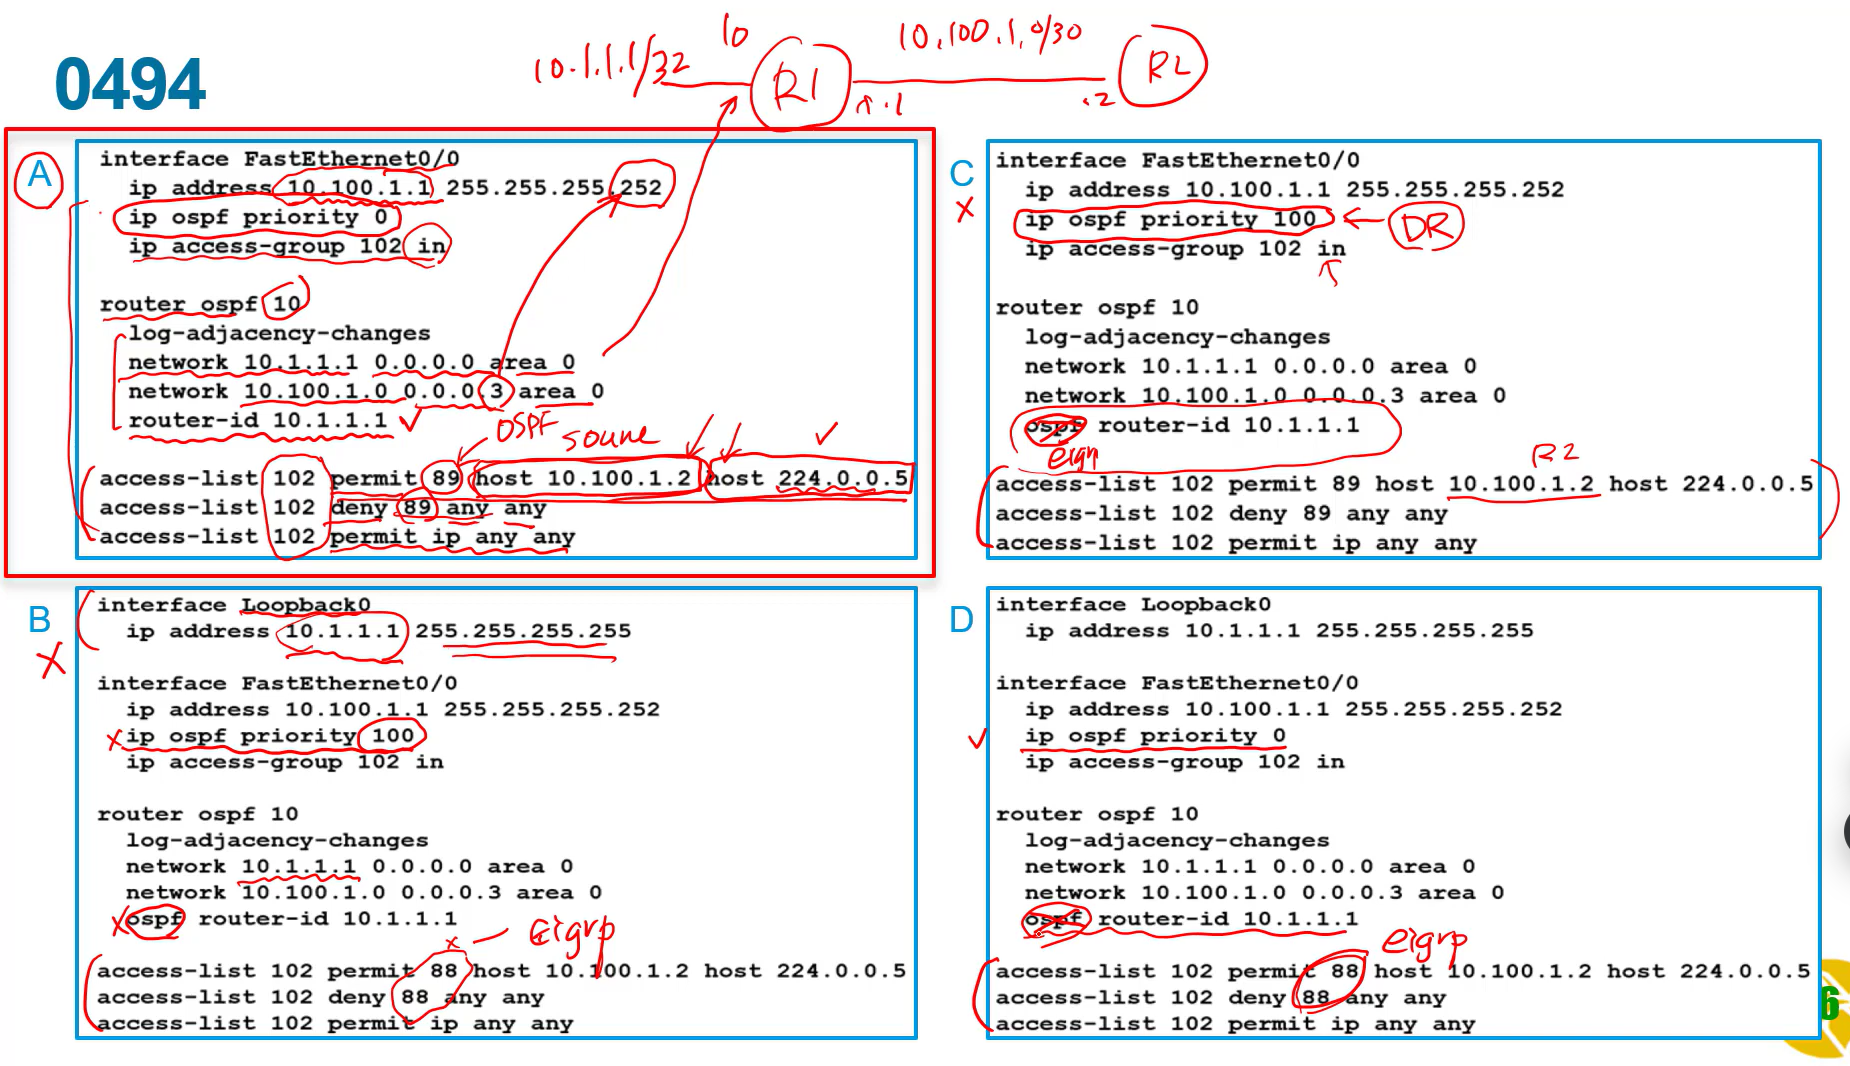 10.1.1.1/32
10
R1
10.100.1.0/30
R2
.1
.2
0494
A
interface FastEthernet0/0
ip address 10.100.1.1 255.255.255.252
ip ospf priority 0
ip access-group 102 in
router ospf 10
log-adjacency-changes
network 10.1.1.1 0.0.0.0 area 0
network 10.100.1.0 0.0.0.3 area 0
router-id 10.1.1.1
OSPF
access-list 102 permit 89 host 10.100.1.2 host 224.0.0.5
access-list 102 deny 89 any any
access-list 102 permit ip any any
C
interface FastEthernet0/0
ip address 10.100.1.1 255.255.255.252
ip ospf priority 100
DR
ip access-group 102 in
router ospf 10
log-adjacency-changes
network 10.1.1.1 0.0.0.0 area 0
network 10.100.1.0 0.0.0.3 area 0
ospf router-id 10.1.1.1
R2
access-list 102 permit 89 host 10.100.1.2 host 224.0.0.5
access-list 102 deny 89 any any
access-list 102 permit ip any any
B
interface Loopback0
ip address 10.1.1.1 255.255.255.255
interface FastEthernet0/0
ip address 10.100.1.1 255.255.255.252
ip ospf priority 100
ip access-group 102 in
router ospf 10
log-adjacency-changes
network 10.1.1.1 0.0.0.0 area 0
network 10.100.1.0 0.0.0.3 area 0
ospf router-id 10.1.1.1
Eigrp
access-list 102 permit 88 host 10.100.1.2 host 224.0.0.5
access-list 102 deny 88 any any
access-list 102 permit ip any any
D
interface Loopback0
ip address 10.1.1.1 255.255.255.255
interface FastEthernet0/0
ip address 10.100.1.1 255.255.255.252
ip ospf priority 0
ip access-group 102 in
router ospf 10
log-adjacency-changes
network 10.1.1.1 0.0.0.0 area 0
network 10.100.1.0 0.0.0.3 area 0
ospf router-id 10.1.1.1
eigrp
access-list 102 permit 88 host 10.100.1.2 host 224.0.0.5
access-list 102 deny 88 any any
access-list 102 permit ip any any
6